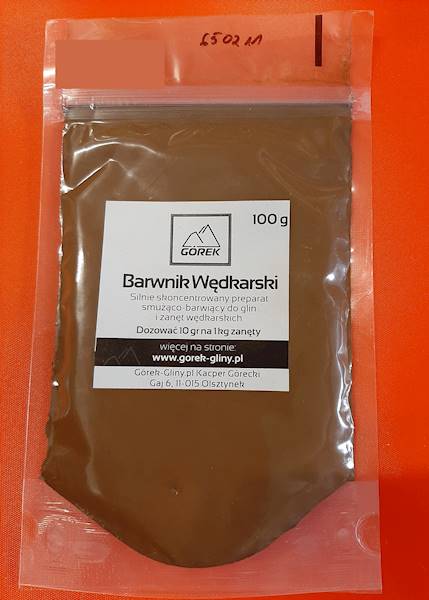 650211
GÓREK
100 g
Barwnik Wędkarski
Silnie skoncentrowany preparat
smużąco-barwiący do glin
i zanęt wędkarskich
Dozować 10 gr na 1 kg zanęty
więcej na stronie:
www.gorek-gliny.pl
Górek-Gliny.pl Kacper Górecki
Gaj 6, 11-015 Olsztynek